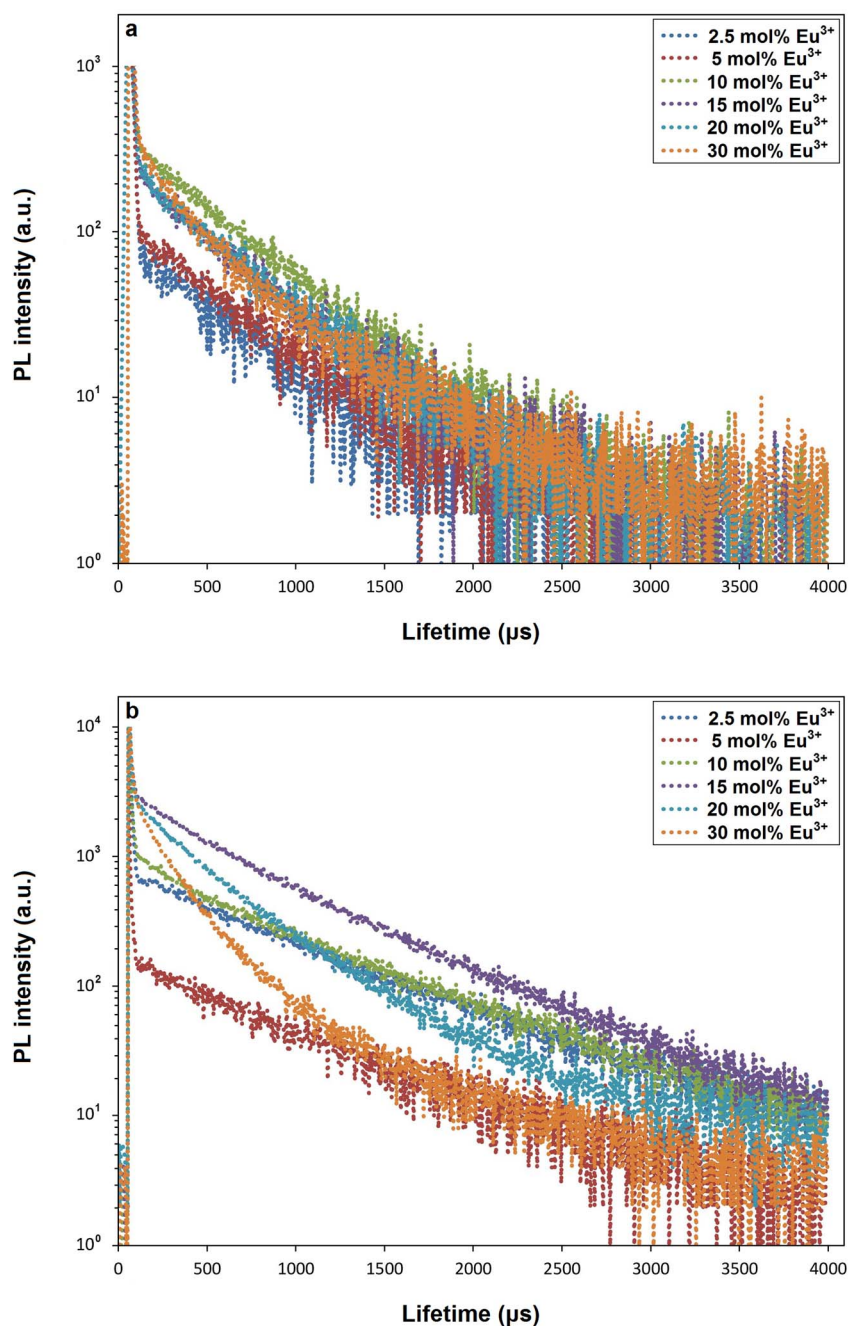 a
2.5 mol% Eu³⁺
5 mol% Eu³⁺
10 mol% Eu³⁺
15 mol% Eu³⁺
20 mol% Eu³⁺
30 mol% Eu³⁺
PL intensity (a.u.)
10³
10²
10¹
10⁰
0 500 1000 1500 2000 2500 3000 3500 4000
Lifetime (µs)
b
2.5 mol% Eu³⁺
5 mol% Eu³⁺
10 mol% Eu³⁺
15 mol% Eu³⁺
20 mol% Eu³⁺
30 mol% Eu³⁺
PL intensity (a.u.)
10⁴
10³
10²
10¹
10⁰
0 500 1000 1500 2000 2500 3000 3500 4000
Lifetime (µs)